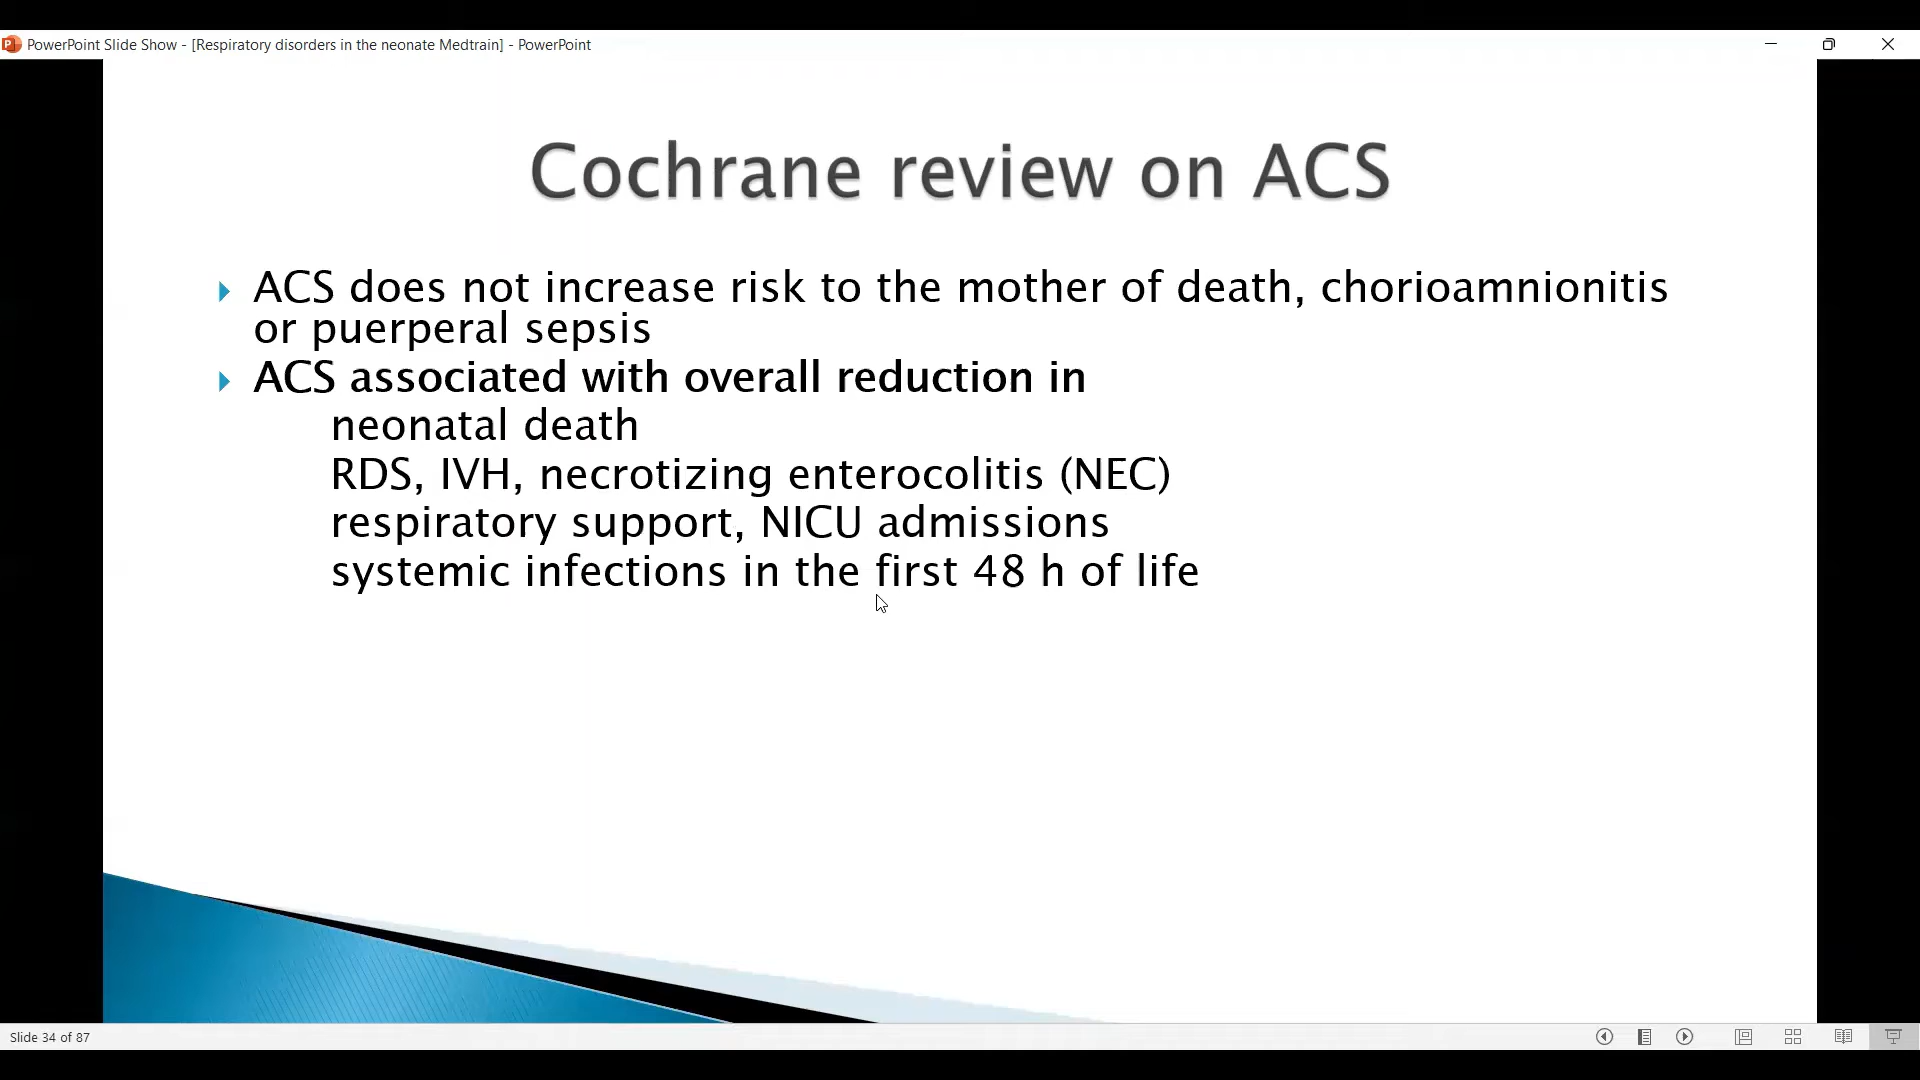 PowerPoint Slide Show - [Respiratory disorders in the neonate Medtrain] - PowerPoint
Cochrane review on ACS
ACS does not increase risk to the mother of death, chorioamnionitis
or puerperal sepsis
ACS associated with overall reduction in
neonatal death
RDS, IVH, necrotizing enterocolitis (NEC)
respiratory support, NICU admissions
systemic infections in the first 48 h of life
Slide 34 of 87